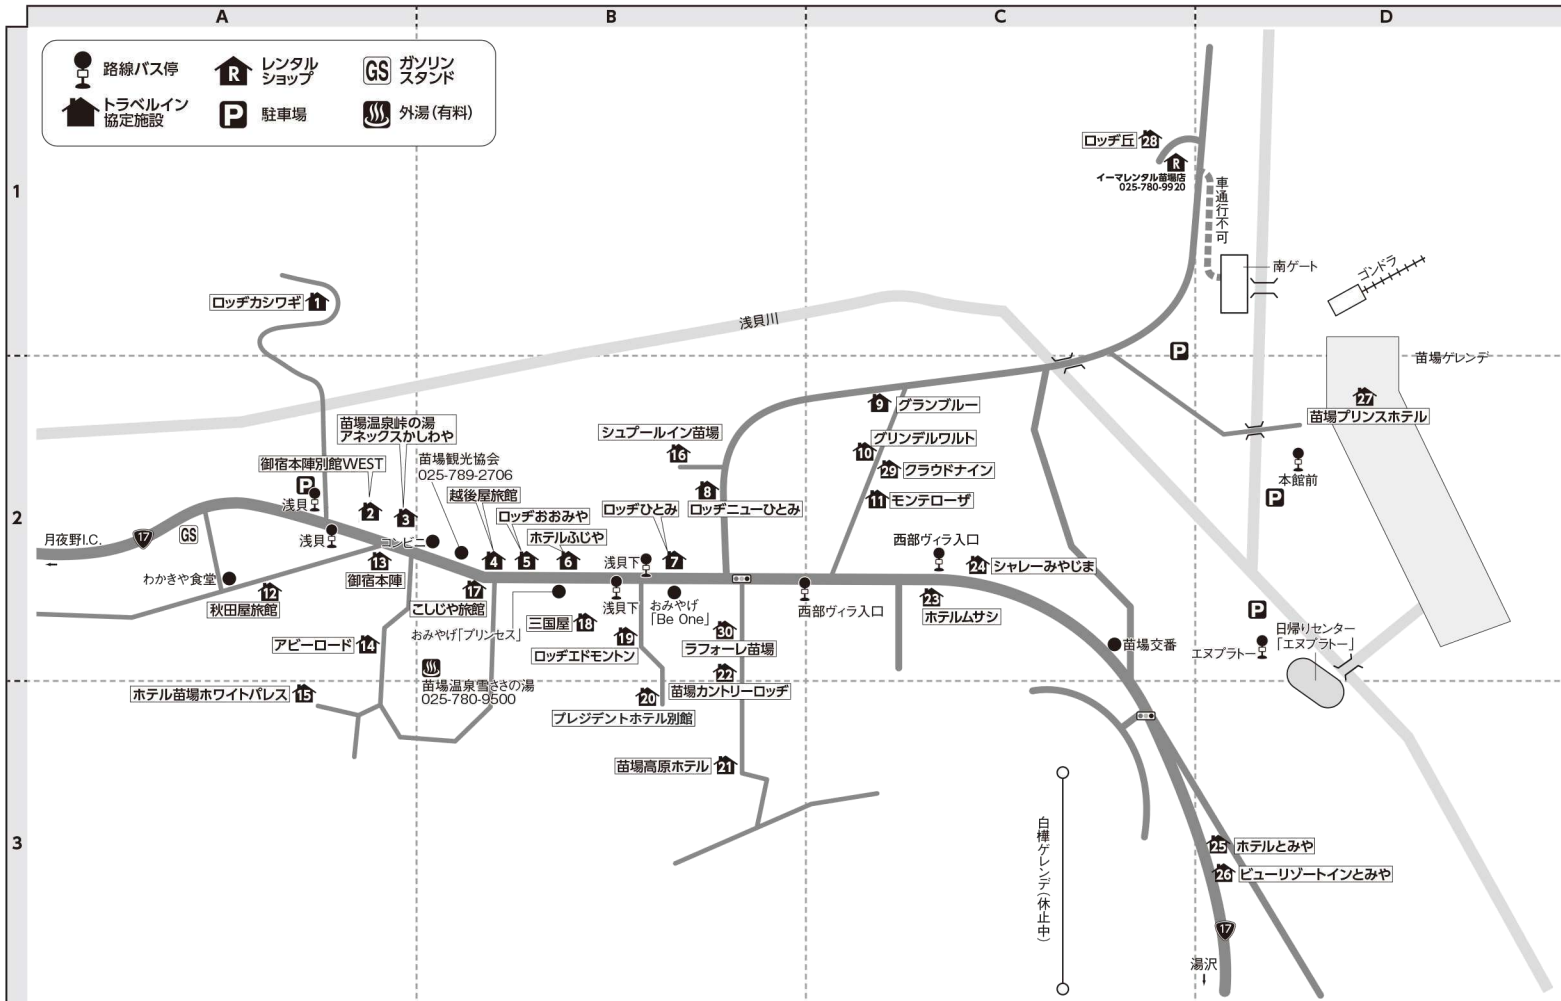 A
B
C
D
1
2
3
路線バス停
レンタル
ショップ
R
GS
ガソリン
スタンド
トラベルイン
協定施設
P
駐車場
外湯(有料)
ロッヂ丘
28
R
イーマレンタル苗場店
025-780-9920
車通行不可
南ゲート
ゴンドラ
ロッヂカシワギ
1
浅貝川
P
苗場ゲレンデ
27
苗場プリンスホテル
9
グランブルー
苗場温泉峠の湯
アネックスかしわや
シュプールイン苗場
16
グリンデルワルト
10
29
クラウドナイン
11
モンテローザ
本館前
P
御宿本陣別館WEST
苗場観光協会
025-789-2706
越後屋旅館
ロッヂおおみや
ホテルふじや
ロッヂひとみ
8
ロッヂニューひとみ
P
浅貝
2
3
月夜野I.C.
17
GS
浅貝
コンビニ
4
5
6
浅貝下
7
西部ヴィラ入口
24
シャレーみやじま
13
御宿本陣
わかきや食堂
12
秋田屋旅館
17
こしじや旅館
おみやげ「プリンセス」
浅貝下
おみやげ
「Be One」
西部ヴィラ入口
23
ホテルムサシ
P
三国屋
18
19
ロッヂエドモントン
30
ラフォーレ苗場
アビーロード
14
苗場交番
エヌプラトー
日帰りセンター
「エヌプラトー」
苗場温泉雪ささの湯
025-780-9500
22
苗場カントリーロッヂ
ホテル苗場ホワイトパレス
15
20
プレジデントホテル別館
苗場高原ホテル
21
白樺ゲレンデ(休止中)
25
ホテルとみや
26
ビューリゾートインとみや
17
湯沢